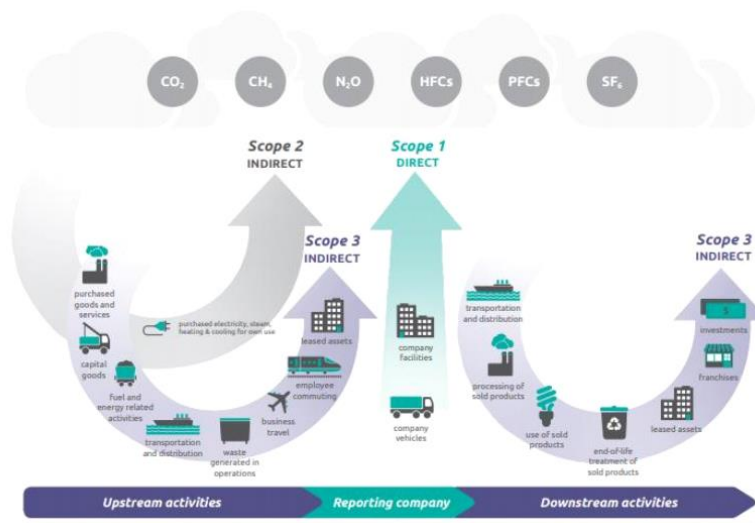 CO₂
CH₄
N₂O
HFCs
PFCs
SF₆
Scope 2
INDIRECT
Scope 1
DIRECT
Scope 3
INDIRECT
Scope 3
INDIRECT
purchased
goods and
services
capital
goods
fuel and
energy related
activities
transportation
and distribution
waste
generated in
operations
business
travel
employee
commuting
leased assets
purchased electricity, steam,
heating & cooling for own use
company
facilities
company
vehicles
transportation
and distribution
processing of
sold products
use of sold
products
end-of-life
treatment of
sold products
leased assets
franchises
$
investments
Upstream activities
Reporting company
Downstream activities